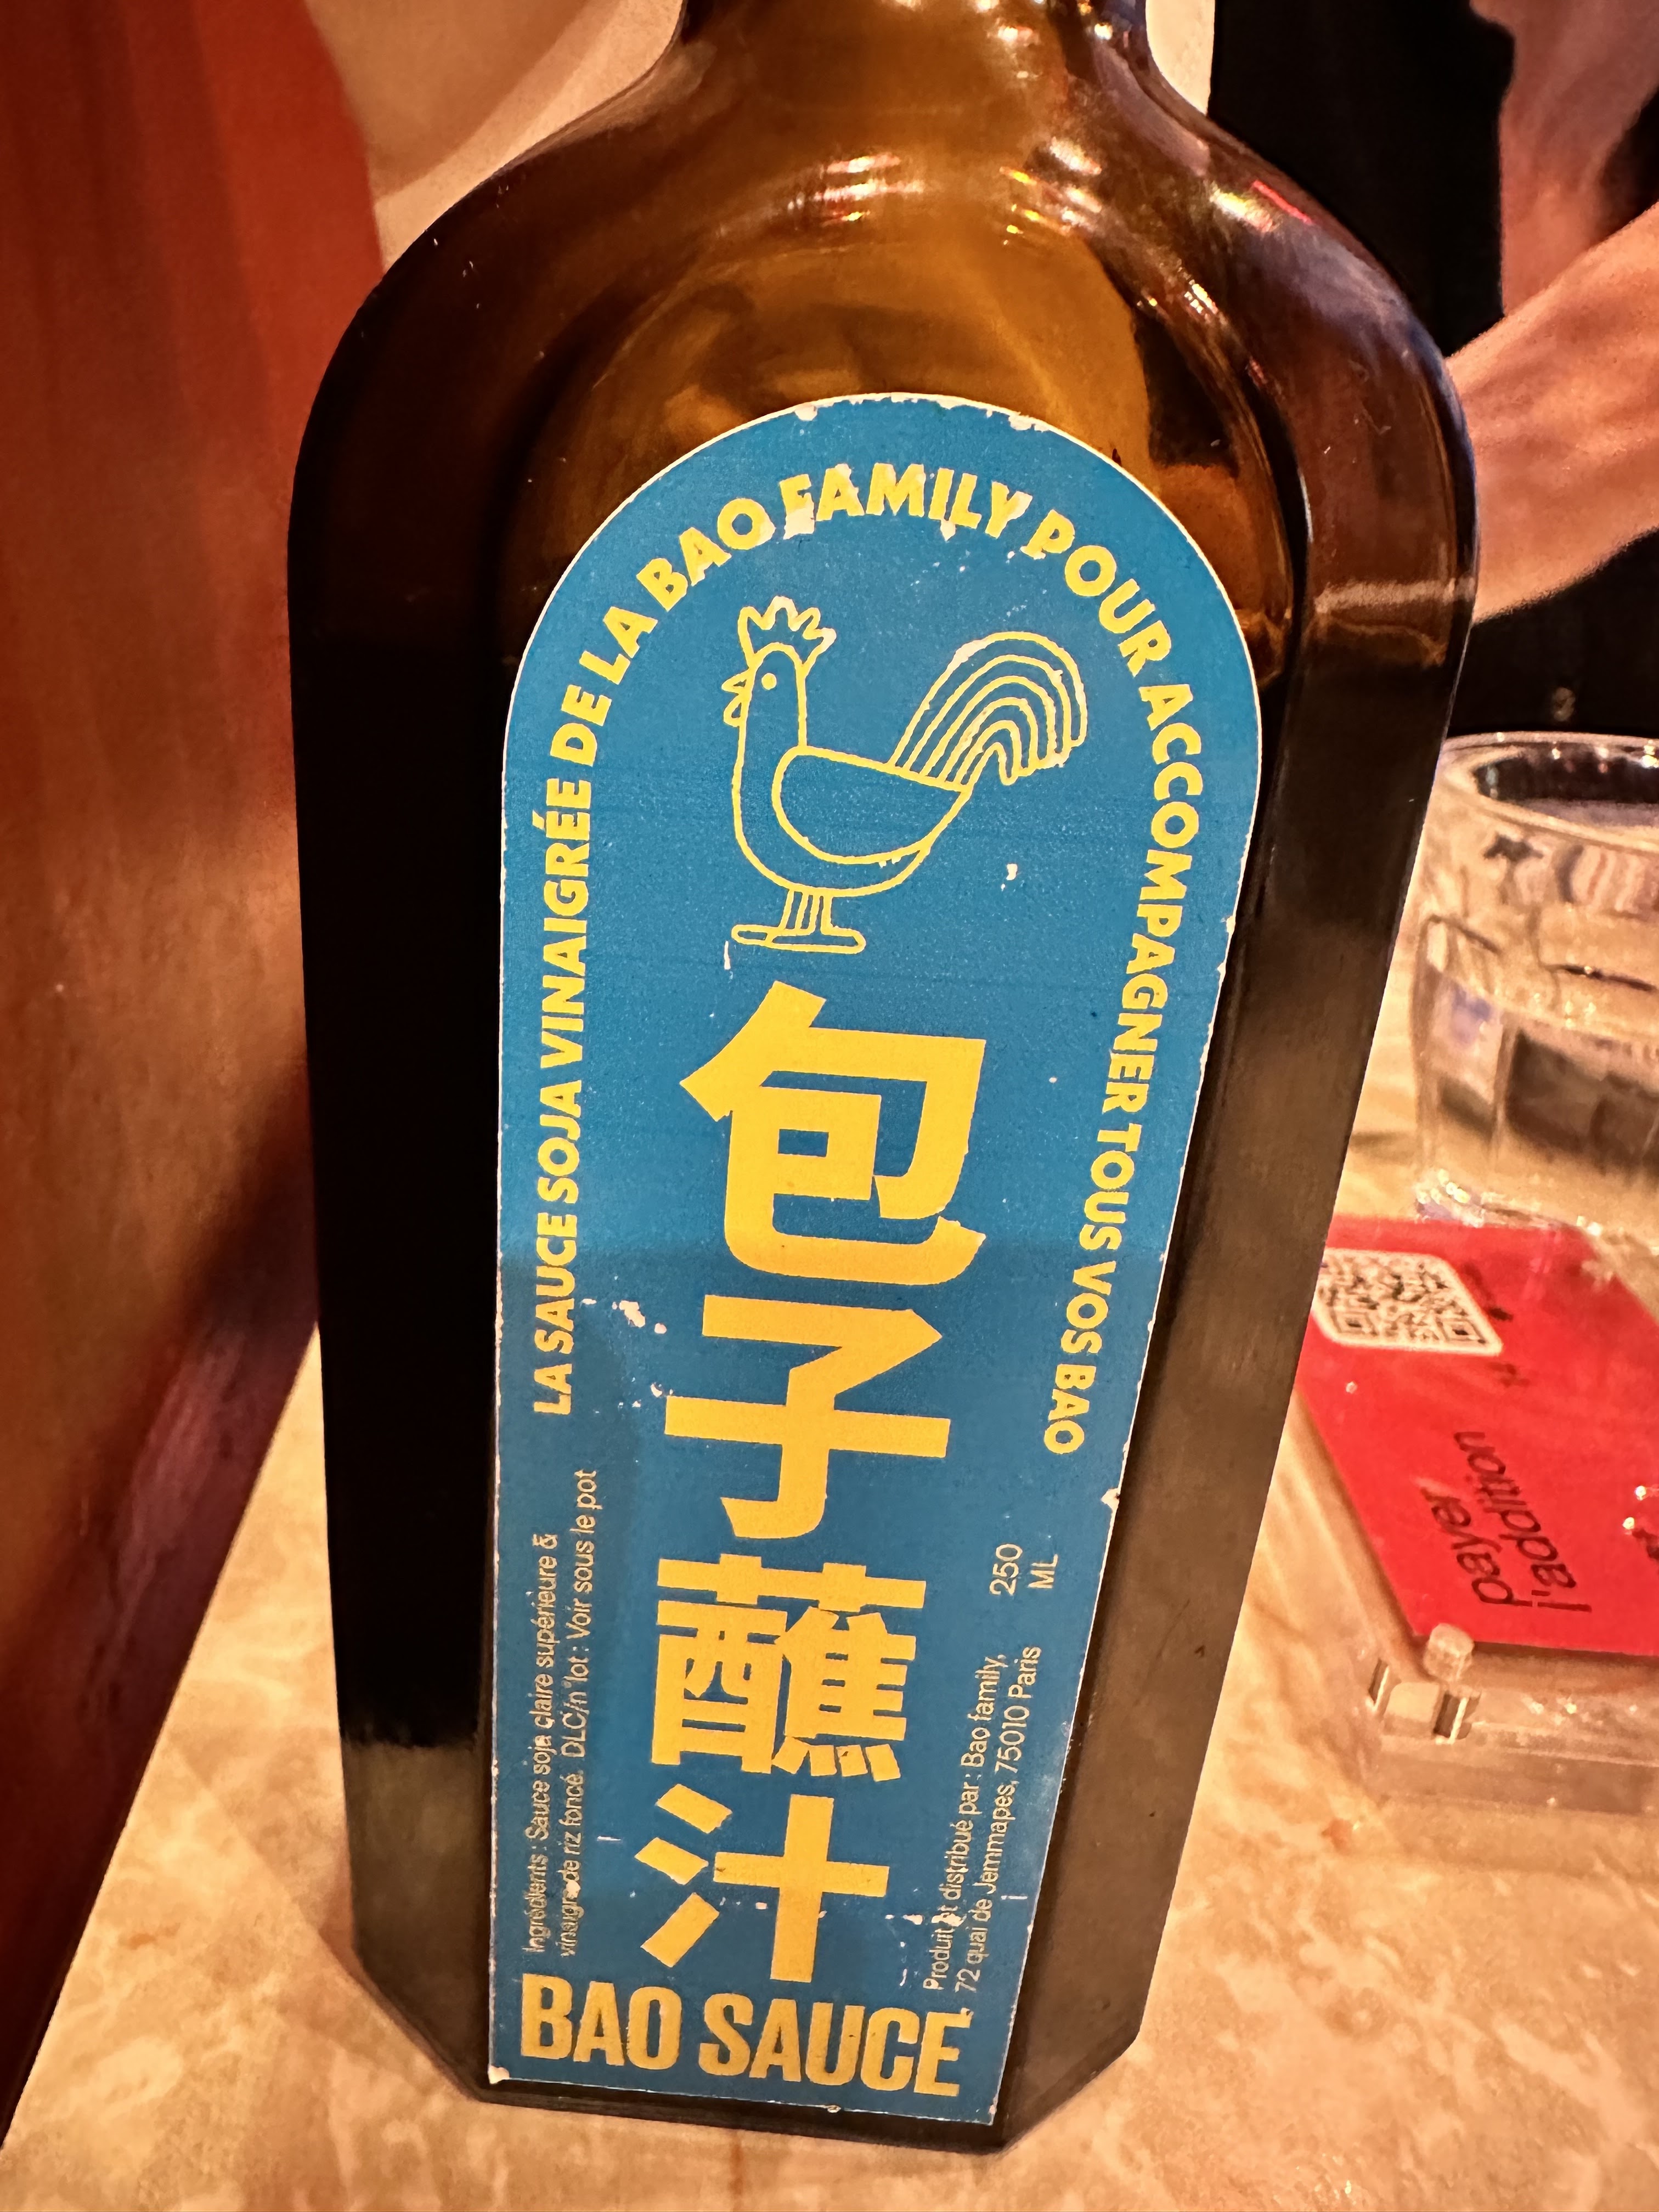 LA SAUCE SOJA VINAIGRÉE DE LA BAO FAMILY POUR ACCOMPAGNER TOUS VOS BAO
包子蘸汁
Ingrédients : Sauce soja claire supérieure &
vinaigre de riz foncé. DLC/n°lot : Voir sous le pot
250
ML
Produit et distribué par : Bao family,
72 quai de Jemmapes, 75010 Paris
BAO SAUCE
payer
l'addition